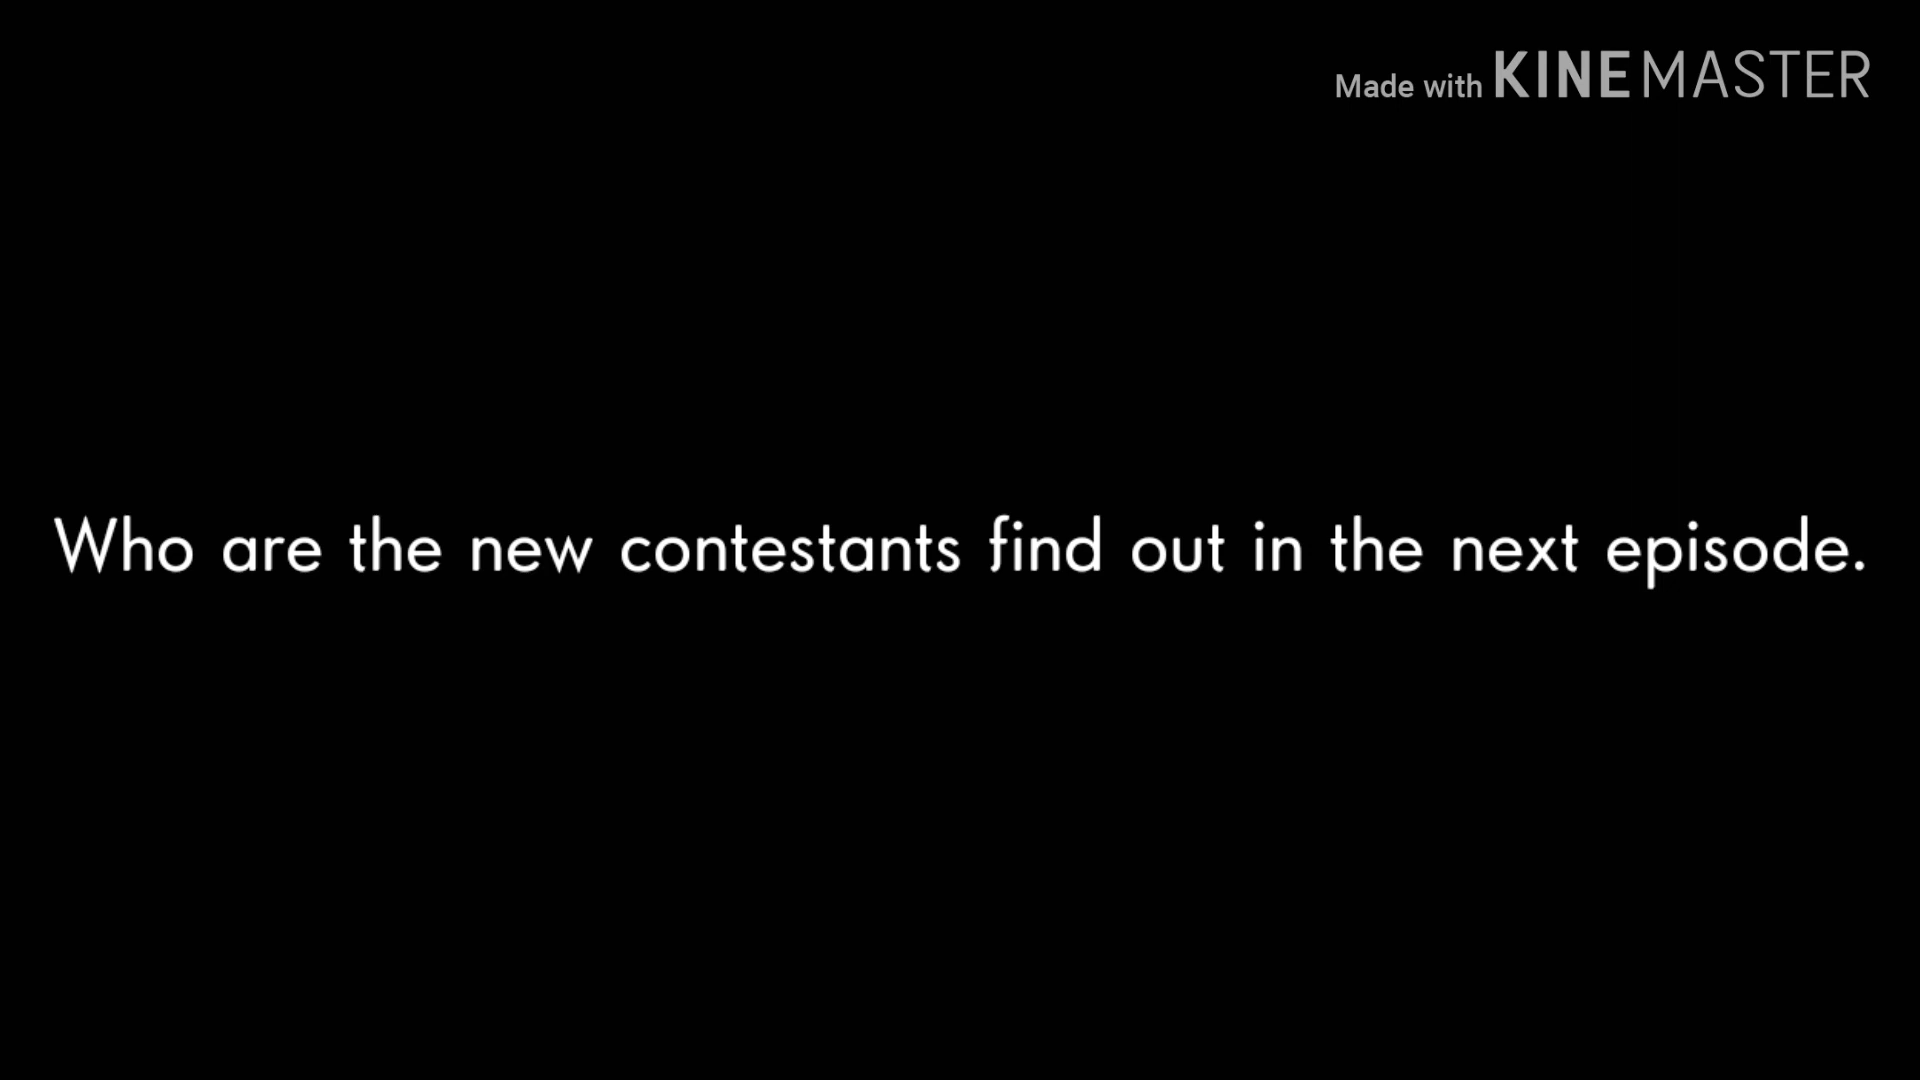 Made with KINEMASTER
Who are the new contestants find out in the next episode.